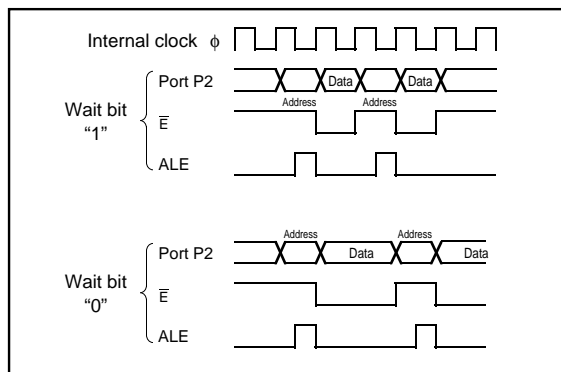 Internal clock ϕ
Port P2
Data
Data
Address
Address
Wait bit
“1”
E̅
ALE
Address
Address
Port P2
Data
Data
Wait bit
“0”
E̅
ALE